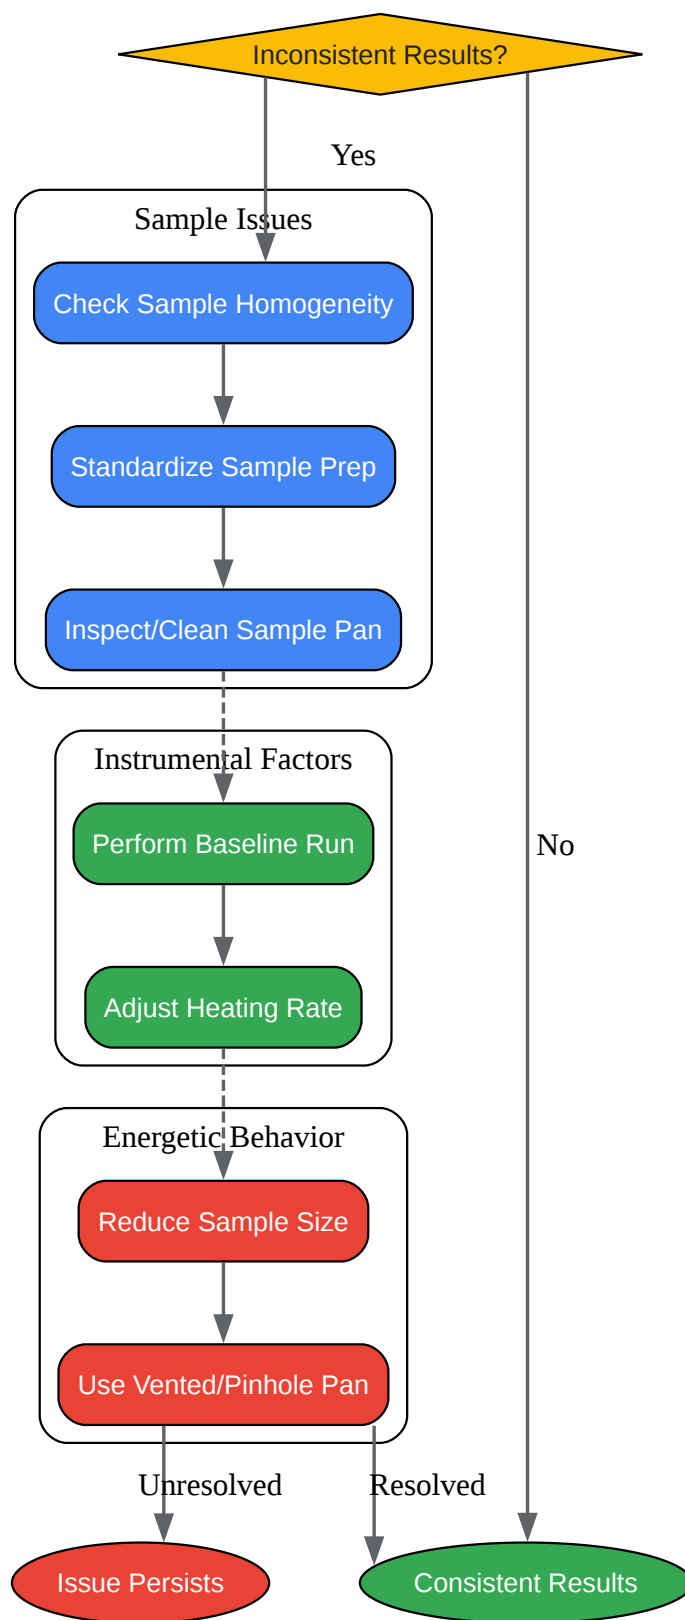 Inconsistent Results?
Yes
Sample Issues
Check Sample Homogeneity
Standardize Sample Prep
Inspect/Clean Sample Pan
Instrumental Factors
Perform Baseline Run
No
Adjust Heating Rate
Energetic Behavior
Reduce Sample Size
Use Vented/Pinhole Pan
Unresolved
Resolved
Issue Persists
Consistent Results